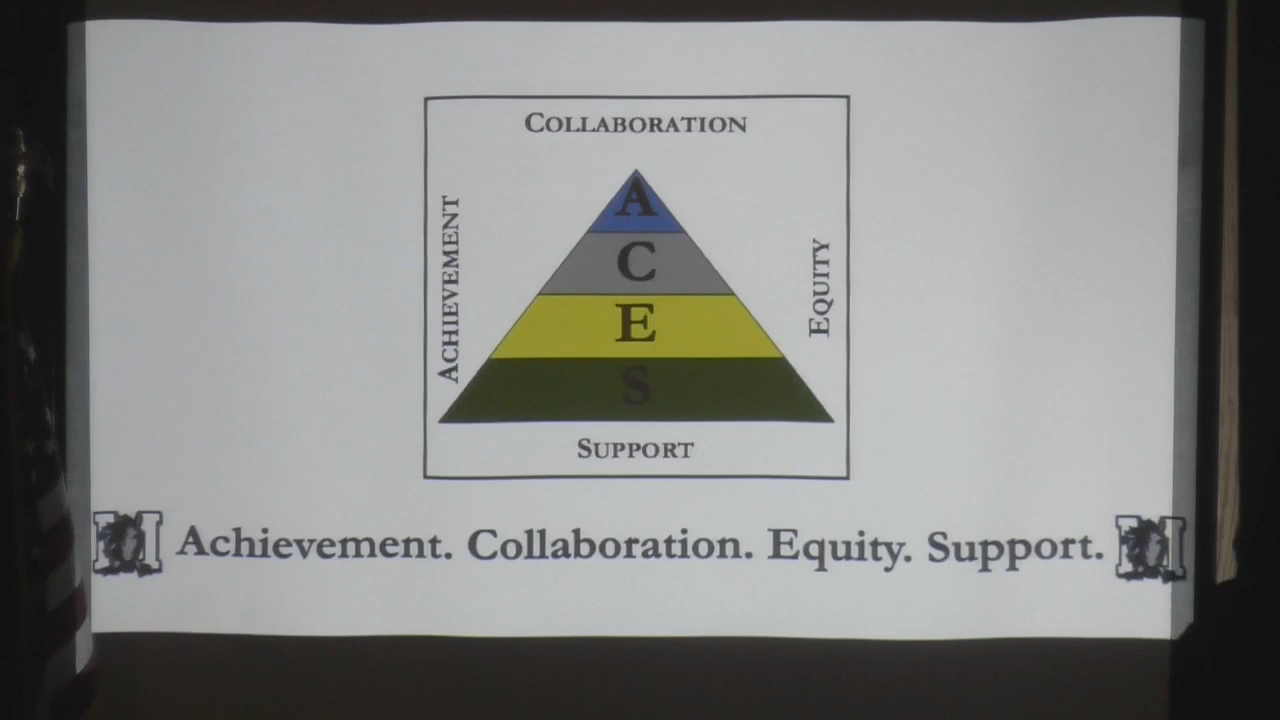 COLLABORATION
ACHIEVEMENT
A
C
E
S
EQUITY
SUPPORT
Achievement. Collaboration. Equity. Support.